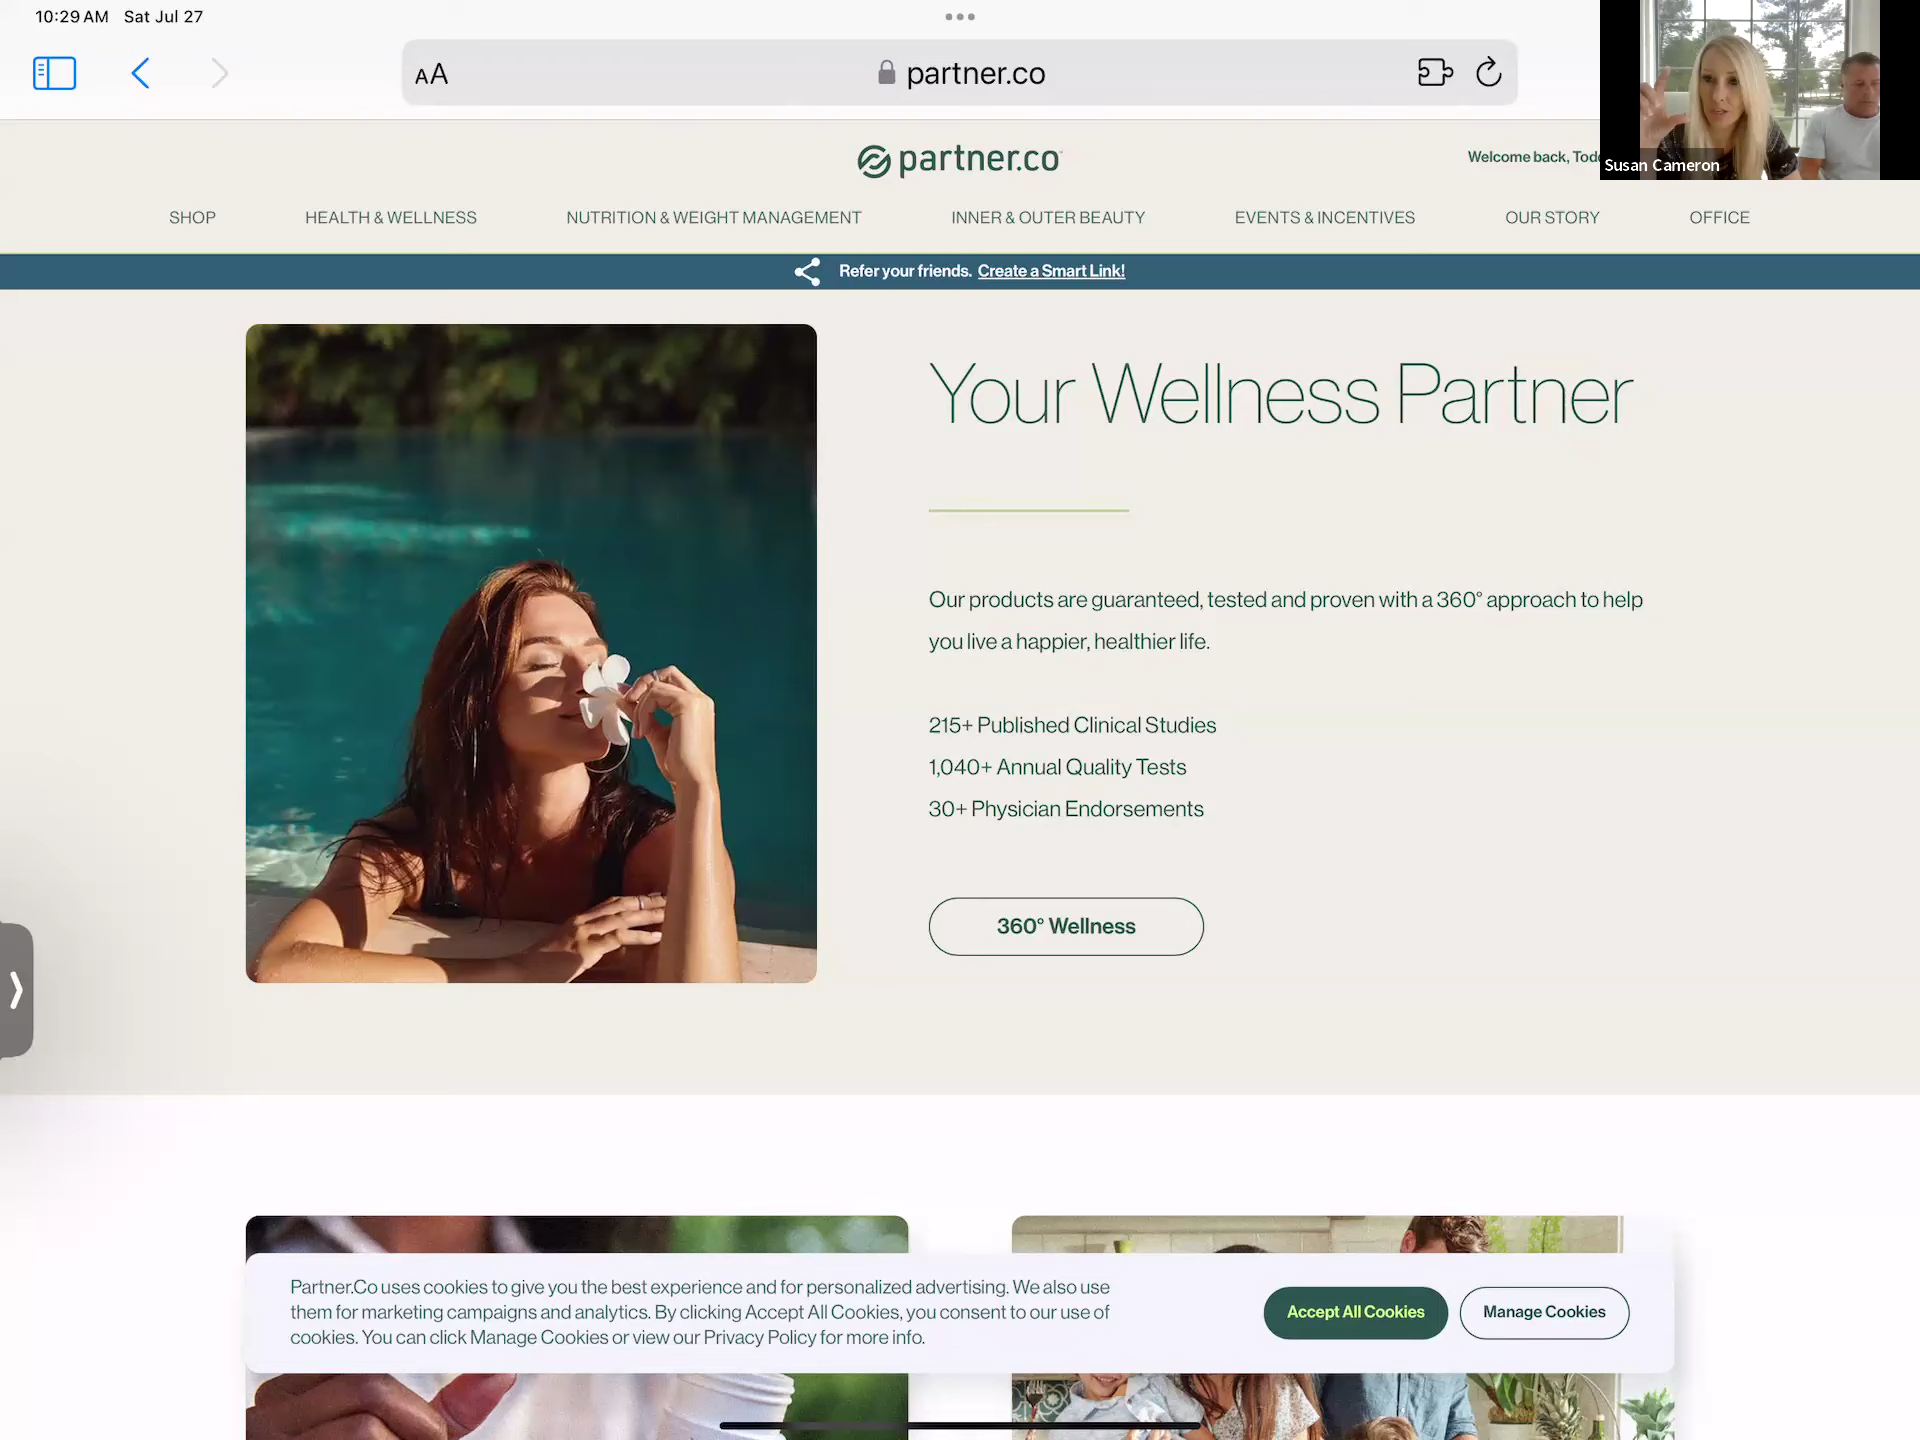 10:29 AM Sat Jul 27
AA
partner.co
partner.co
Welcome back,
Susan Cameron
SHOP
HEALTH & WELLNESS
NUTRITION & WEIGHT MANAGEMENT
INNER & OUTER BEAUTY
EVENTS & INCENTIVES
OUR STORY
OFFICE
Refer your friends. Create a Smart Link!
Your Wellness Partner
Our products are guaranteed, tested and proven with a 360° approach to help
you live a happier, healthier life.
215+ Published Clinical Studies
1,040+ Annual Quality Tests
30+ Physician Endorsements
360° Wellness
Partner.Co uses cookies to give you the best experience and for personalized advertising. We also use
them for marketing campaigns and analytics. By clicking Accept All Cookies, you consent to our use of
cookies. You can click Manage Cookies or view our Privacy Policy for more info.
Accept All Cookies
Manage Cookies